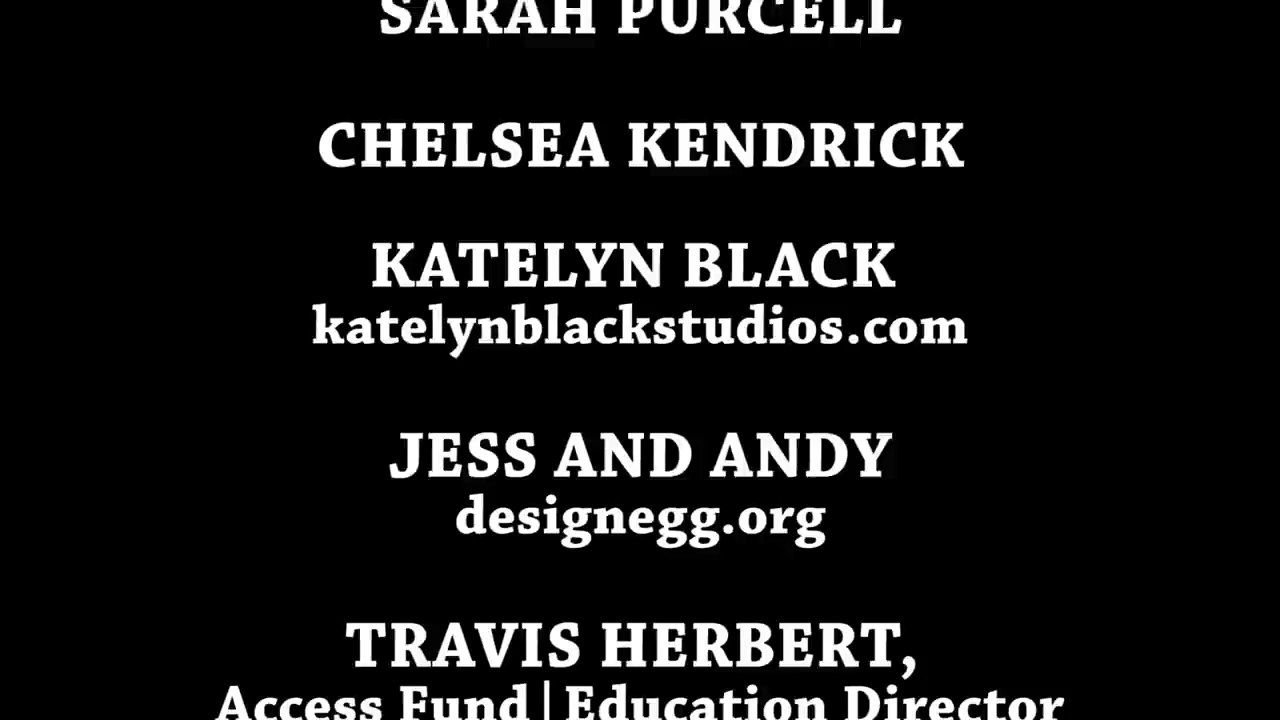 SARAH PURCELL
CHELSEA KENDRICK
KATELYN BLACK
katelynblackstudios.com
JESS AND ANDY
designegg.org
TRAVIS HERBERT,
Access Fund|Education Director